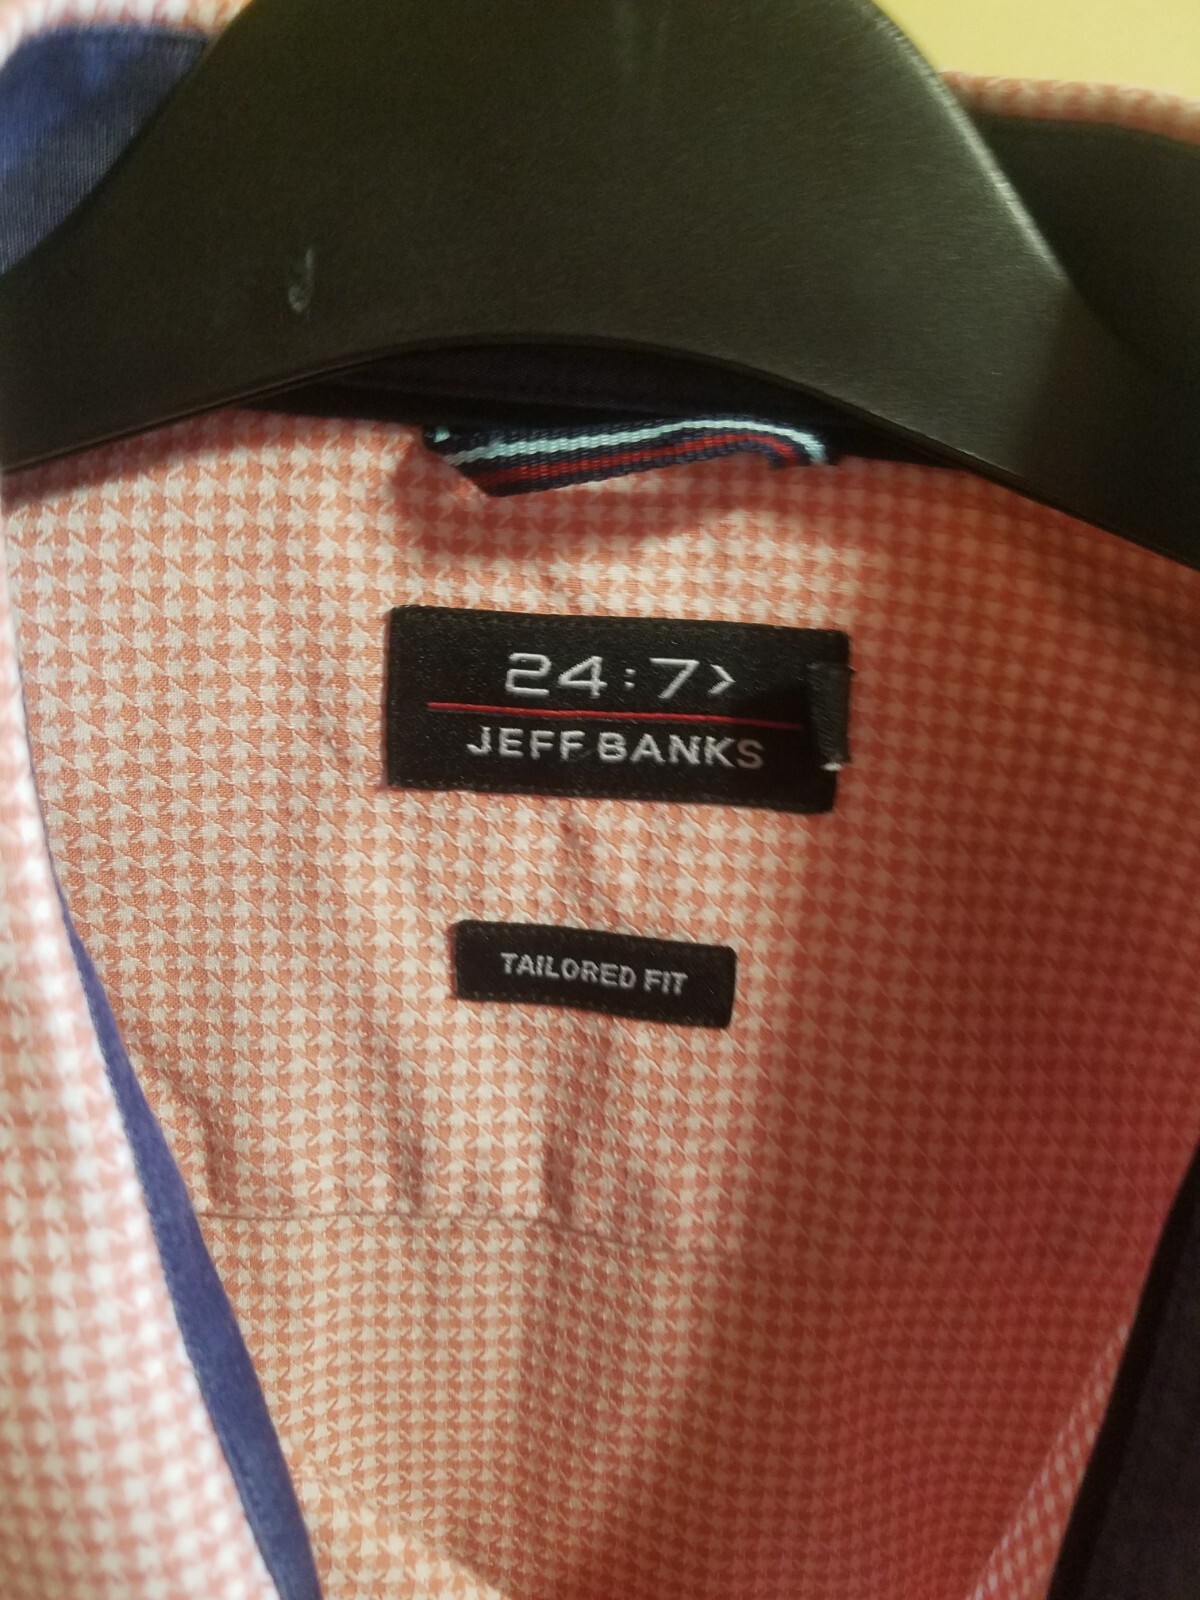 24:7>
JEFF BANKS
TAILORED FIT